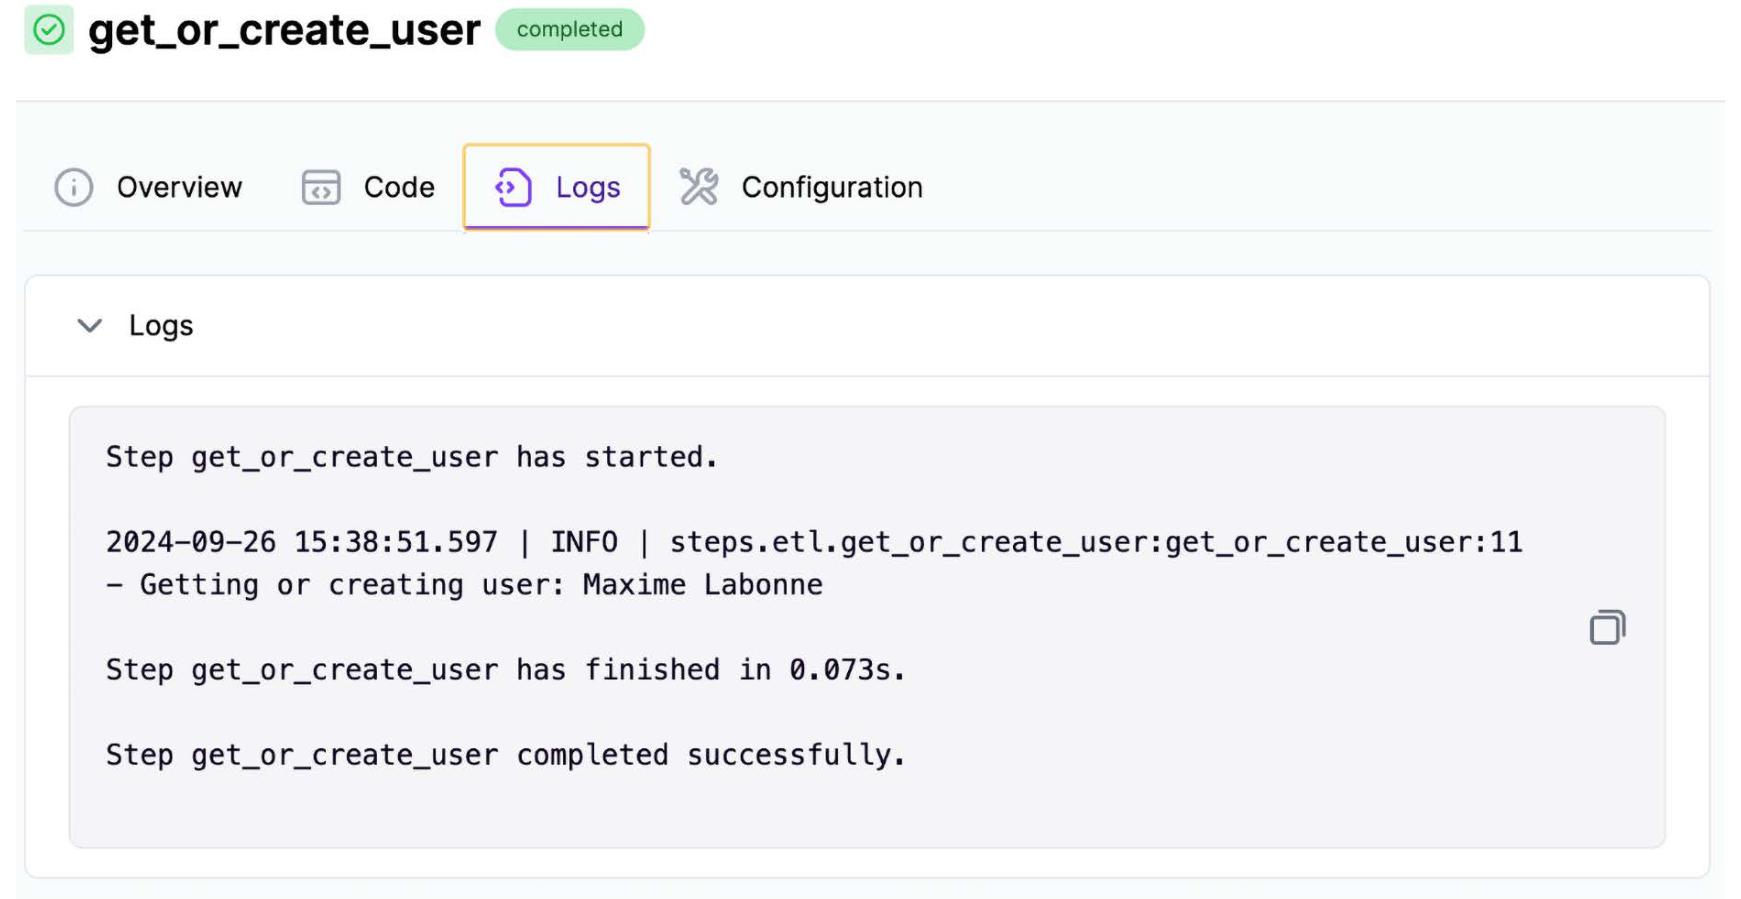 get_or_create_user completed
Overview Code Logs Configuration
Logs
Step get_or_create_user has started.
2024-09-26 15:38:51.597 | INFO | steps.etl.get_or_create_user:get_or_create_user:11
- Getting or creating user: Maxime Labonne
Step get_or_create_user has finished in 0.073s.
Step get_or_create_user completed successfully.